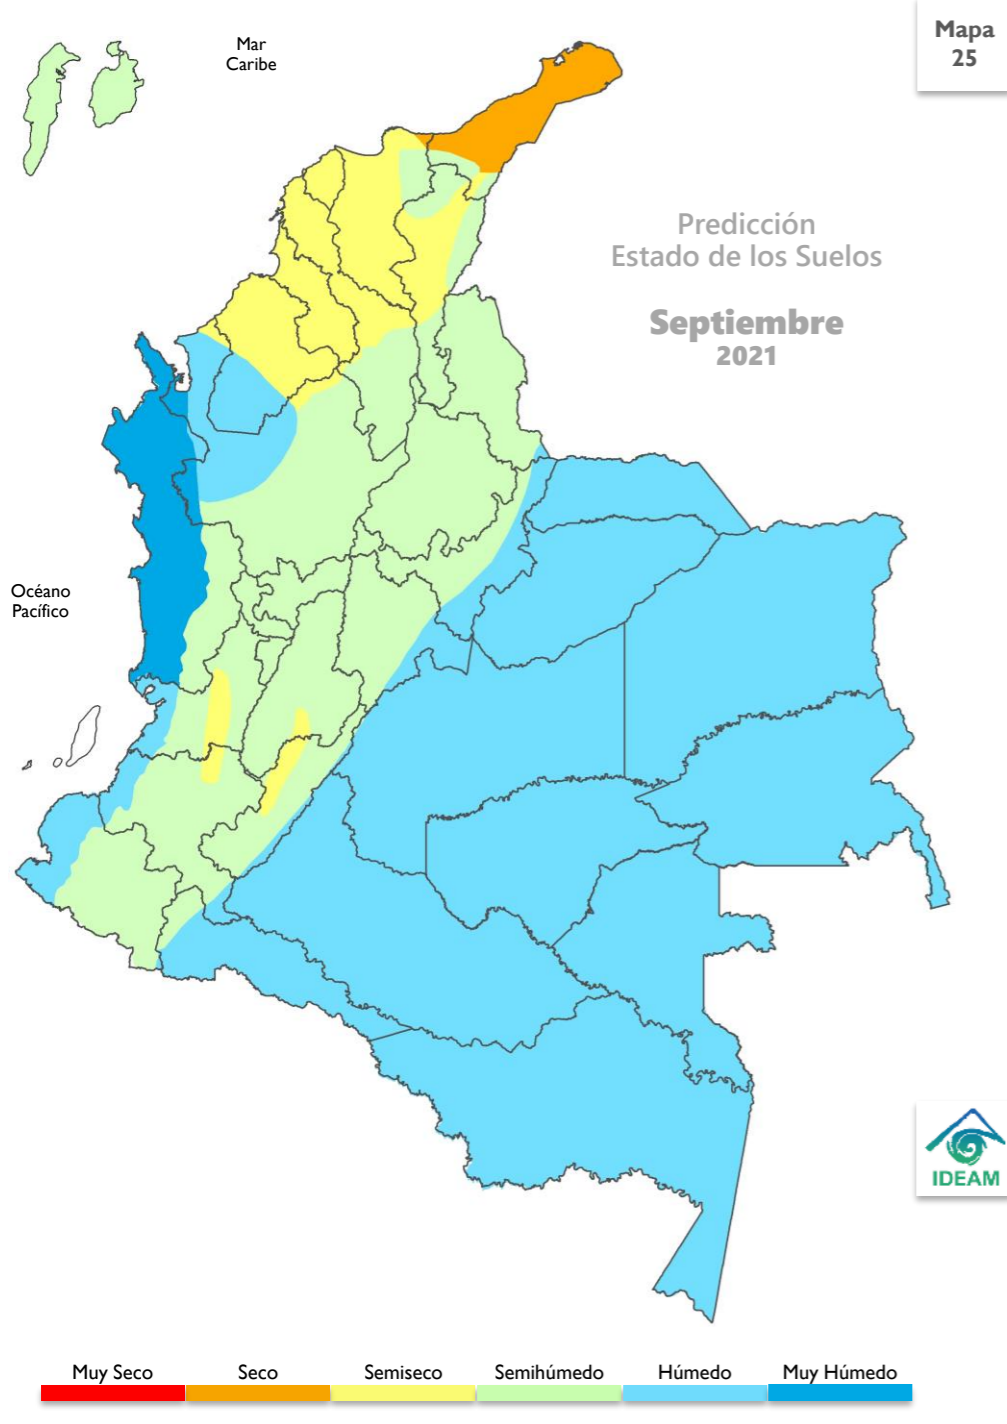 Mapa
25
Mar
Caribe
Predicción
Estado de los Suelos
Septiembre
2021
Océano
Pacífico
IDEAM
Muy Seco
Seco
Semiseco
Semihúmedo
Húmedo
Muy Húmedo